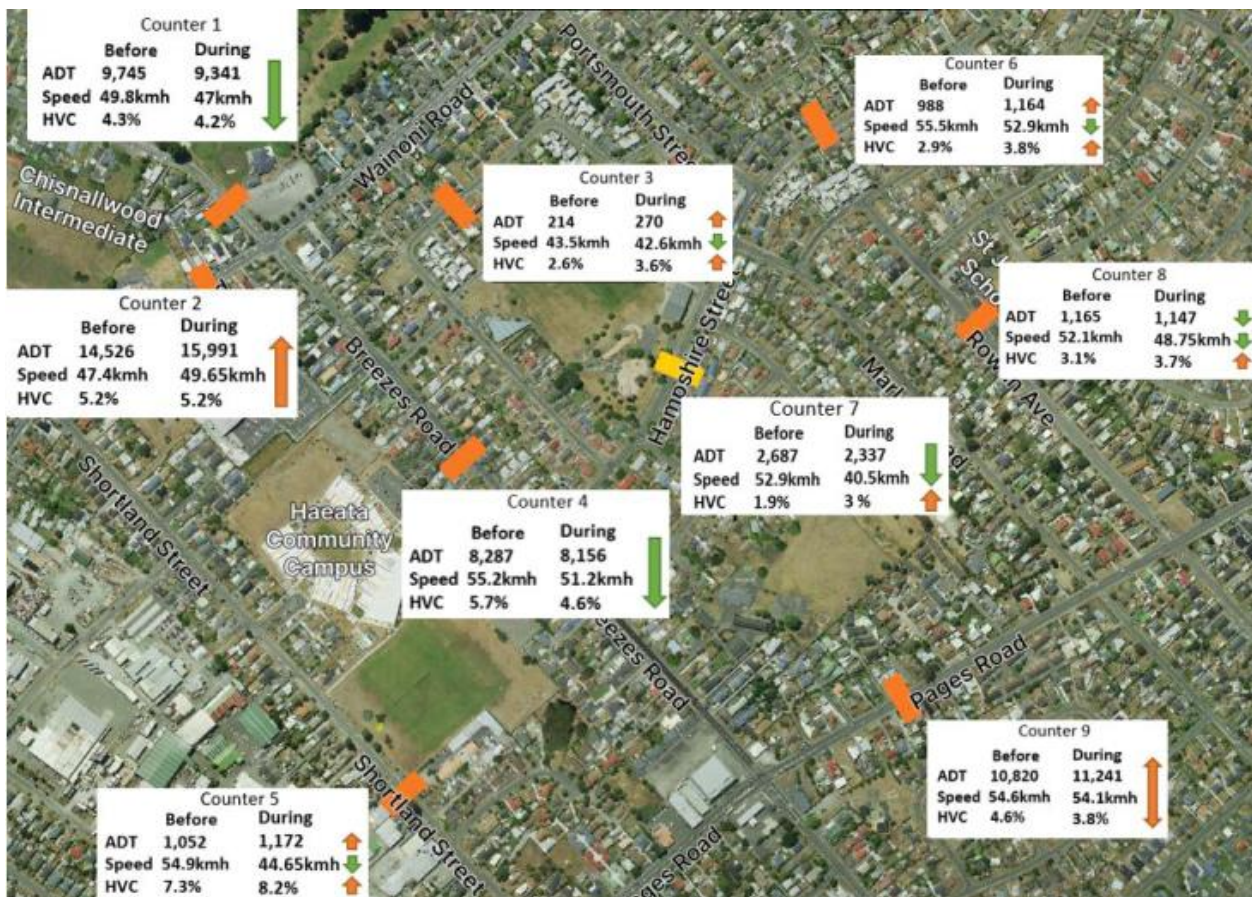 Counter 1
Before During
ADT 9,745 9,341
Speed 49.8kmh 47kmh
HVC 4.3% 4.2%
Portsmouth Stree
Counter 6
Before During
ADT 988 1,164
Speed 55.5kmh 52.9kmh
HVC 2.9% 3.8%
Wainoni Road
Chisnallwood
Intermediate
Counter 3
Before During
ADT 214 270
Speed 43.5kmh 42.6kmh
HVC 2.6% 3.6%
St J
Scho
Counter 8
Before During
ADT 1,165 1,147
Speed 52.1kmh 48.75kmh
HVC 3.1% 3.7%
Counter 2
Before During
ADT 14,526 15,991
Speed 47.4kmh 49.65kmh
HVC 5.2% 5.2%
Breezes Road
Hampshire Street
Rowan Ave
Counter 7
Before During
ADT 2,687 2,337
Speed 52.9kmh 40.5kmh
HVC 1.9% 3 %
Shortland Street
Haeata
Community
Campus
Counter 4
Before During
ADT 8,287 8,156
Speed 55.2kmh 51.2kmh
HVC 5.7% 4.6%
eezes Road
Pages Road
Counter 9
Before During
ADT 10,820 11,241
Speed 54.6kmh 54.1kmh
HVC 4.6% 3.8%
Shortland Street
Counter 5
Before During
ADT 1,052 1,172
Speed 54.9kmh 44.65kmh
HVC 7.3% 8.2%
ages Road